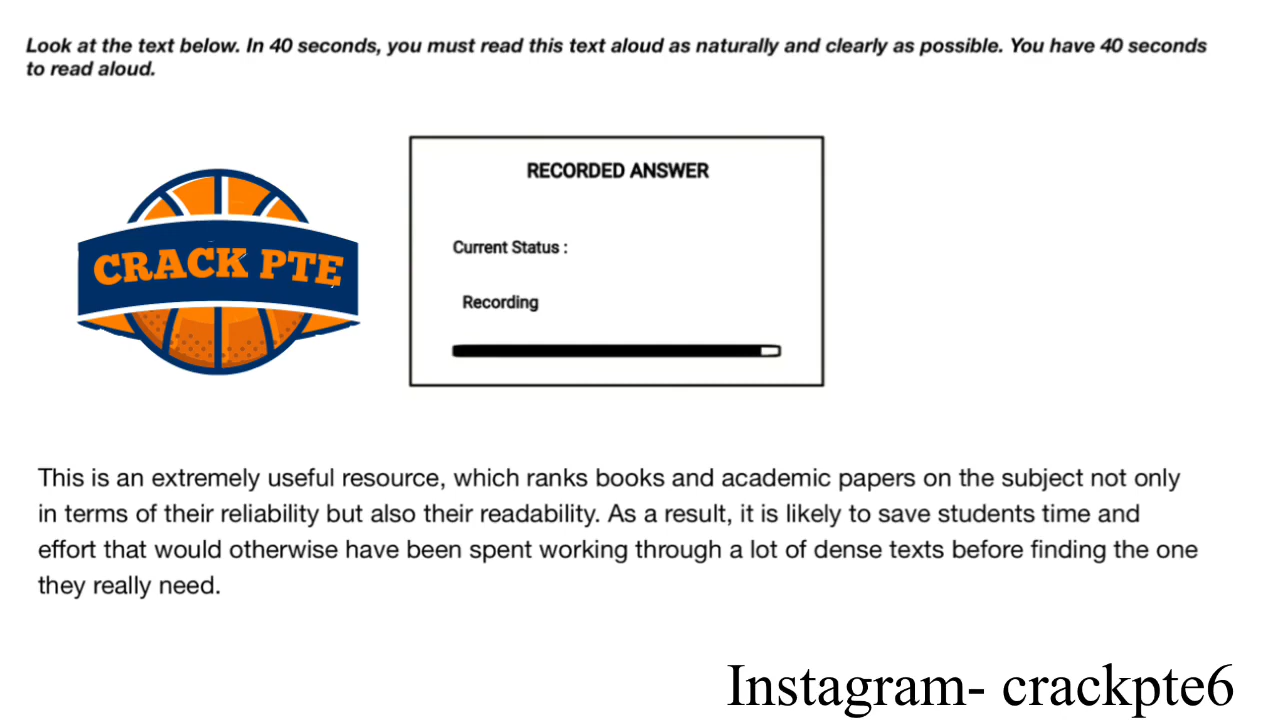 Look at the text below. In 40 seconds, you must read this text aloud as naturally and clearly as possible. You have 40 seconds
to read aloud.
CRACK PTE
RECORDED ANSWER
Current Status :
Recording
This is an extremely useful resource, which ranks books and academic papers on the subject not only
in terms of their reliability but also their readability. As a result, it is likely to save students time and
effort that would otherwise have been spent working through a lot of dense texts before finding the one
they really need.
Instagram- crackpte6